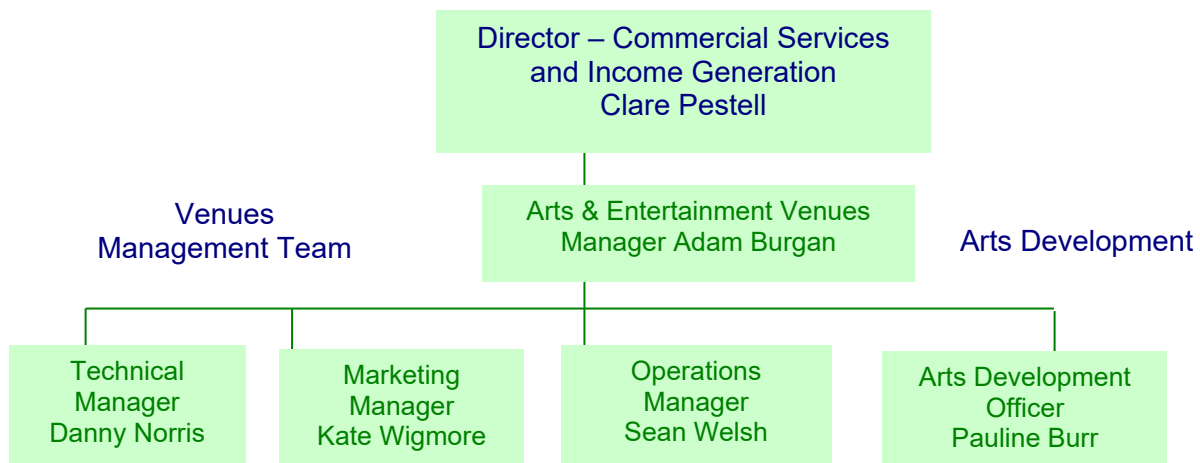 Director – Commercial Services
and Income Generation
Clare Pestell
Venues
Management Team
Arts & Entertainment Venues
Manager Adam Burgan
Arts Development
Technical
Manager
Danny Norris
Marketing
Manager
Kate Wigmore
Operations
Manager
Sean Welsh
Arts Development
Officer
Pauline Burr